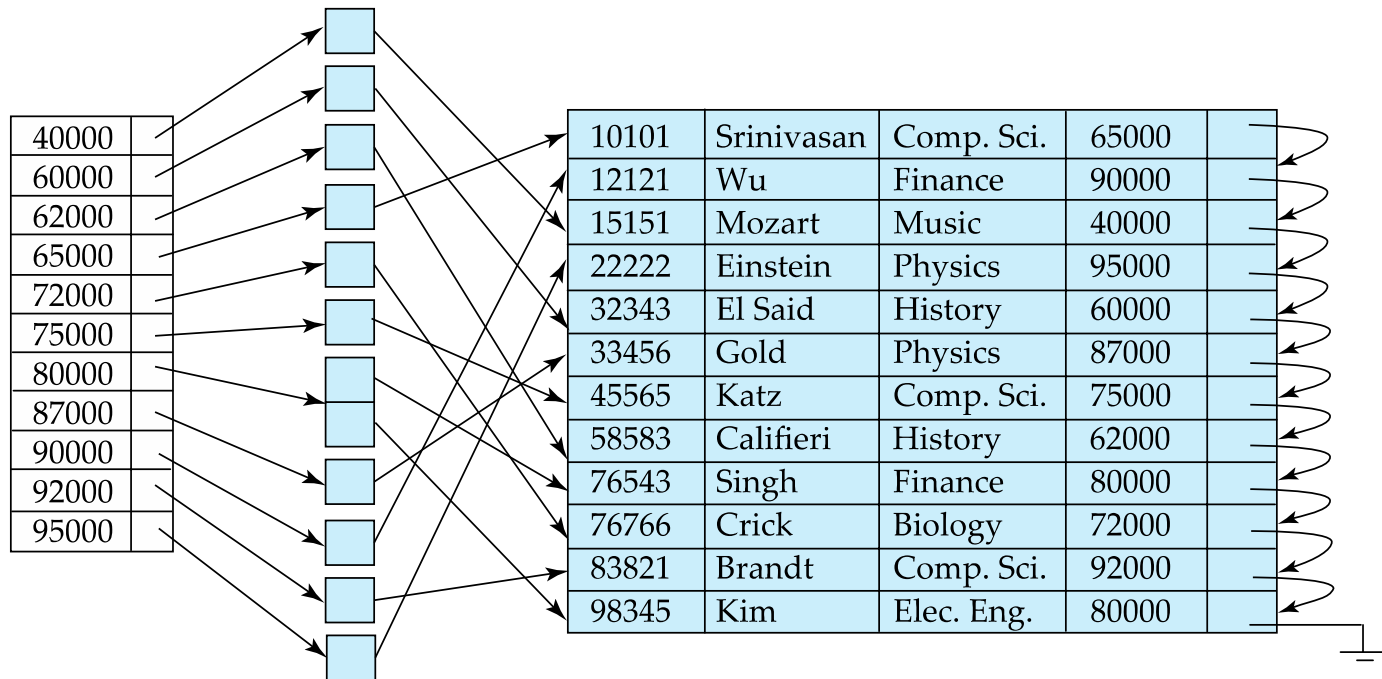 40000
60000
62000
65000
72000
75000
80000
87000
90000
92000
95000
10101 Srinivasan Comp. Sci. 65000
12121 Wu Finance 90000
15151 Mozart Music 40000
22222 Einstein Physics 95000
32343 El Said History 60000
33456 Gold Physics 87000
45565 Katz Comp. Sci. 75000
58583 Califieri History 62000
76543 Singh Finance 80000
76766 Crick Biology 72000
83821 Brandt Comp. Sci. 92000
98345 Kim Elec. Eng. 80000